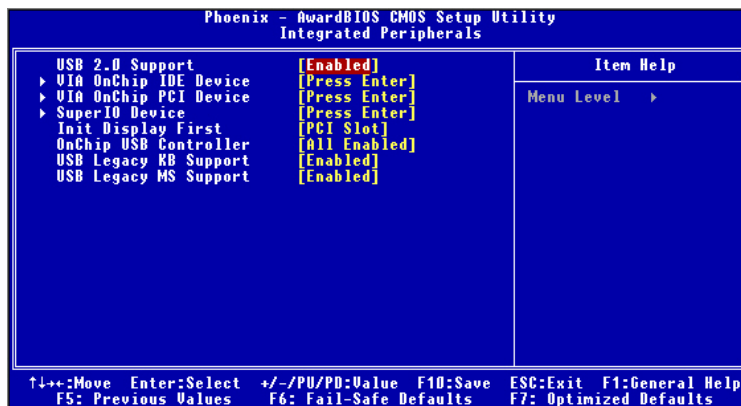 Phoenix - AwardBIOS CMOS Setup Utility
Integrated Peripherals
USB 2.0 Support [Enabled]
▶ VIA OnChip IDE Device [Press Enter]
▶ VIA OnChip PCI Device [Press Enter]
▶ SuperIO Device [Press Enter]
Init Display First [PCI Slot]
OnChip USB Controller [All Enabled]
USB Legacy KB Support [Enabled]
USB Legacy MS Support [Enabled]
Item Help
Menu Level ▶
↑↓→←:Move Enter:Select +/-/PU/PD:Value F10:Save ESC:Exit F1:General Help
F5: Previous Values F6: Fail-Safe Defaults F7: Optimized Defaults